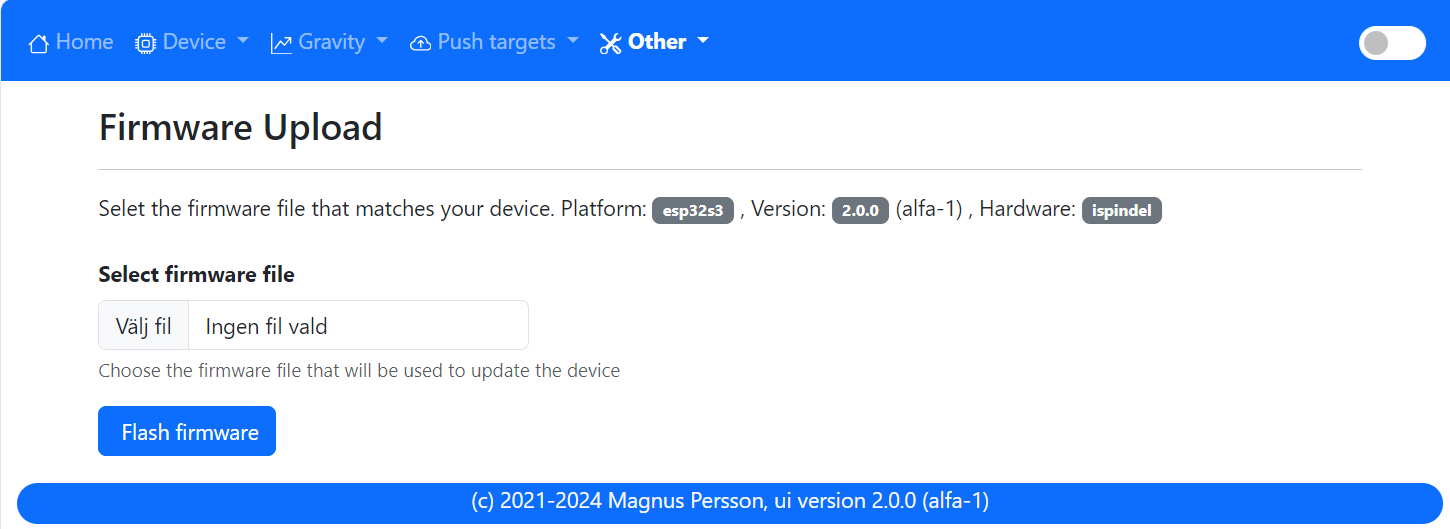 Home Device Gravity Push targets Other
Firmware Upload
Selet the firmware file that matches your device. Platform: esp32s3 , Version: 2.0.0 (alfa-1) , Hardware: ispindel
Select firmware file
Välj fil Ingen fil vald
Choose the firmware file that will be used to update the device
Flash firmware
(c) 2021-2024 Magnus Persson, ui version 2.0.0 (alfa-1)